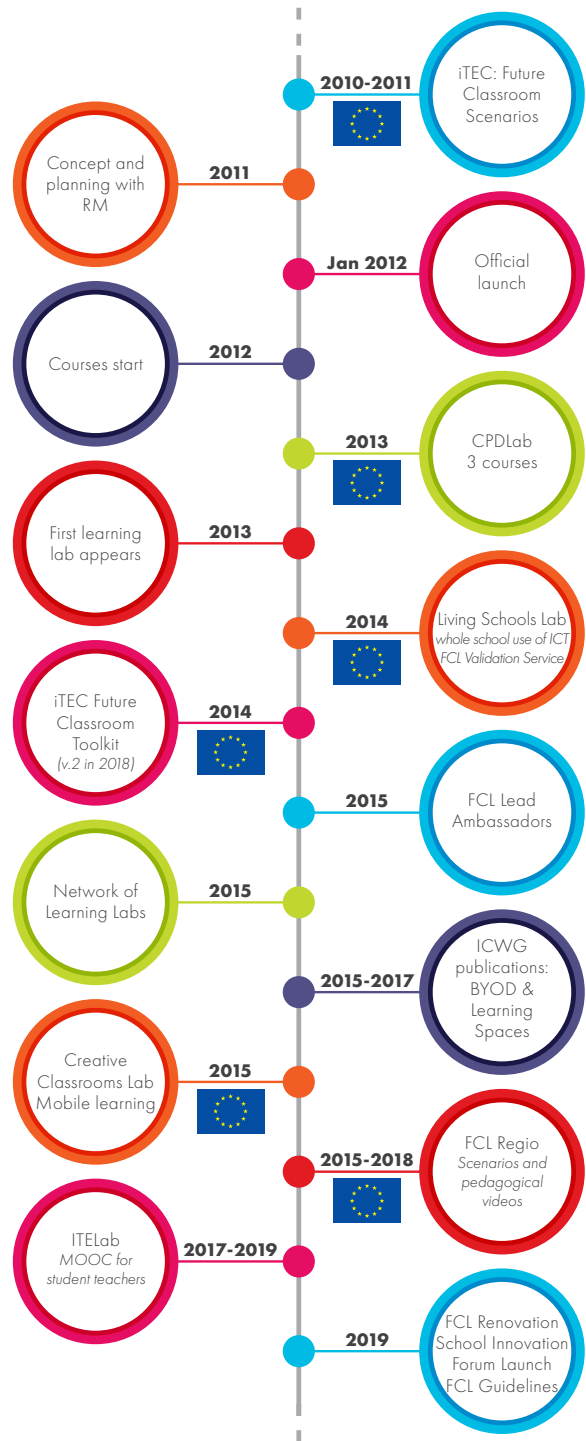 2010-2011
iTEC: Future
Classroom
Scenarios
Concept and
planning with
RM
2011
Jan 2012
Official
launch
2012
Courses start
2013
CPDLab
3 courses
First learning
lab appears
2013
2014
Living Schools Lab
whole school use of ICT
FCL Validation Service
iTEC Future
Classroom
Toolkit
(v.2 in 2018)
2014
2015
FCL Lead
Ambassadors
Network of
Learning Labs
2015
2015-2017
ICWG
publications:
BYOD &
Learning
Spaces
Creative
Classrooms Lab
Mobile learning
2015
2015-2018
FCL Regio
Scenarios and
pedagogical
videos
ITELab
MOOC for
student teachers
2017-2019
2019
FCL Renovation
School Innovation
Forum Launch
FCL Guidelines